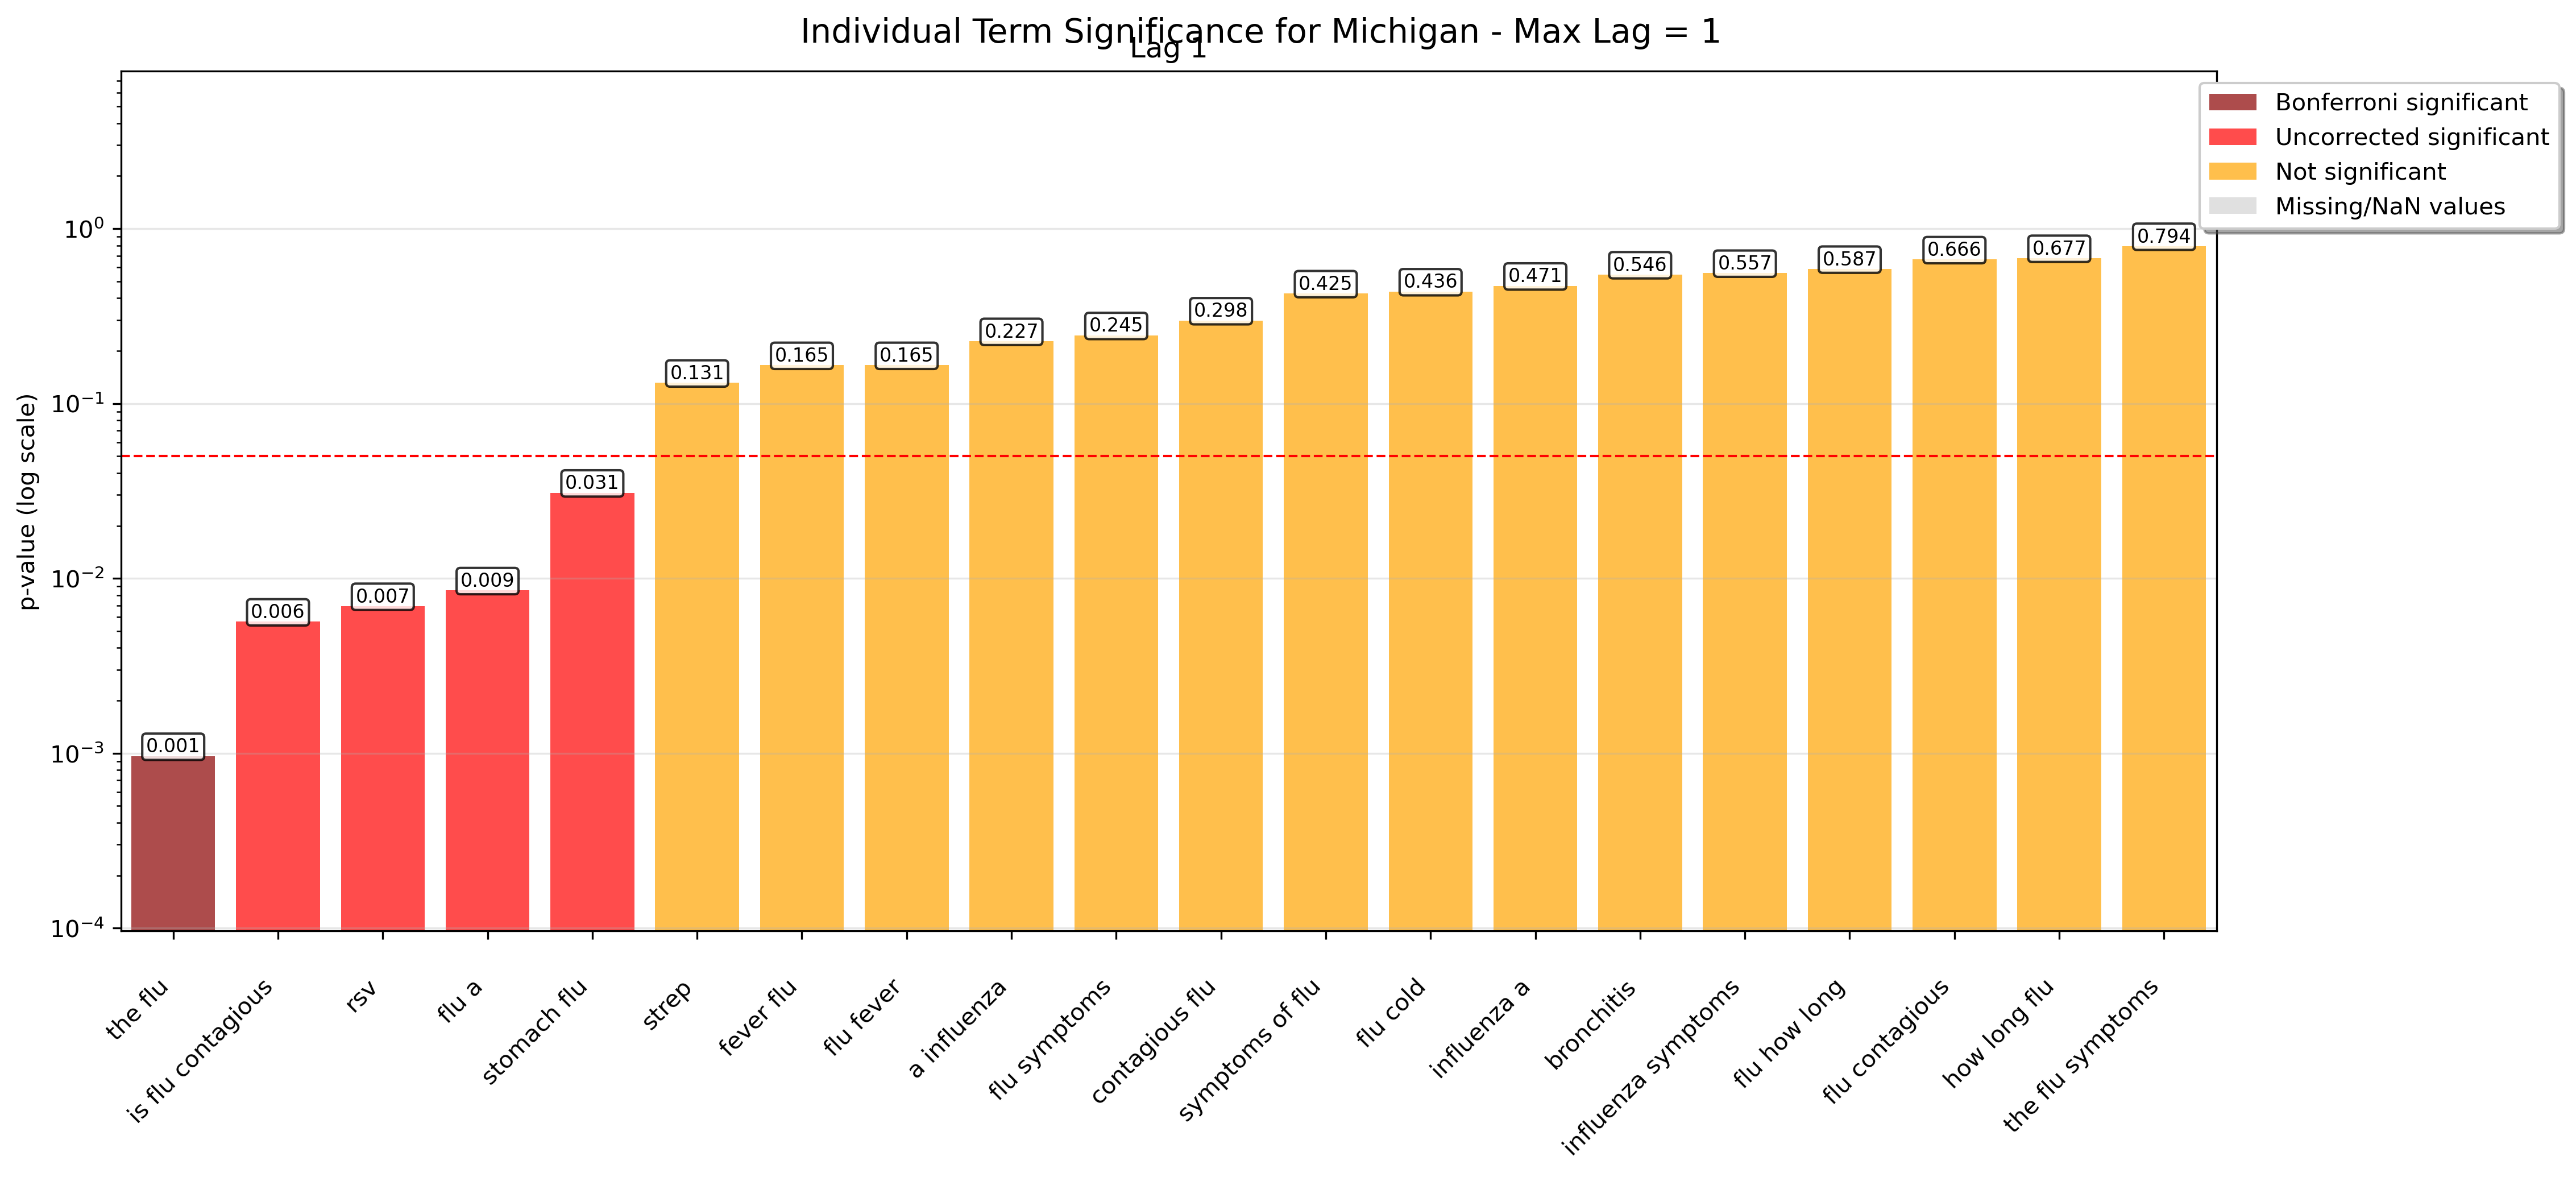 Individual Term Significance for Michigan - Max Lag = 1
Lag 1
Bonferroni significant
Uncorrected significant
Not significant
Missing/NaN values
p-value (log scale)
10⁰
10⁻¹
10⁻²
10⁻³
10⁻⁴
0.001
0.006
0.007
0.009
0.031
0.131
0.165
0.165
0.227
0.245
0.298
0.425
0.436
0.471
0.546
0.557
0.587
0.666
0.677
0.794
the flu
is flu contagious
rsv
flu a
stomach flu
strep
fever flu
flu fever
a influenza
flu symptoms
contagious flu
symptoms of flu
flu cold
influenza a
bronchitis
influenza symptoms
flu how long
flu contagious
how long flu
the flu symptoms